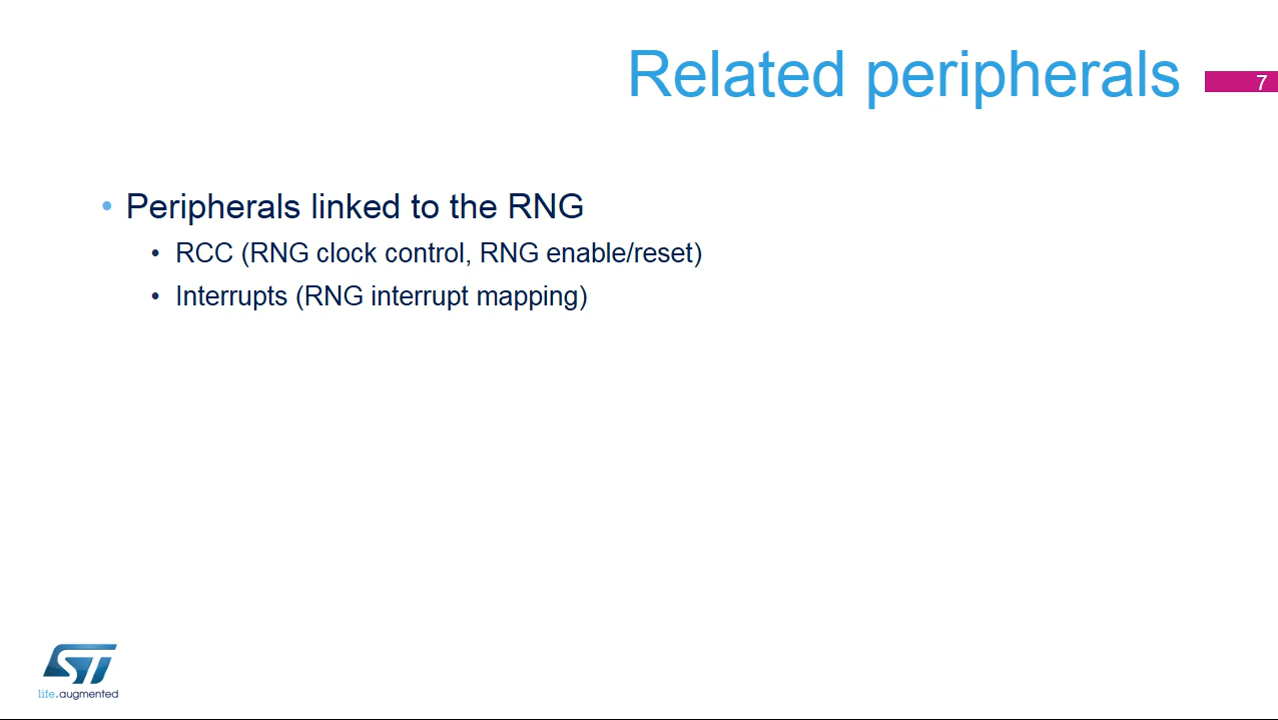 Related peripherals
7
• Peripherals linked to the RNG
• RCC (RNG clock control, RNG enable/reset)
• Interrupts (RNG interrupt mapping)
ST
life.augmented